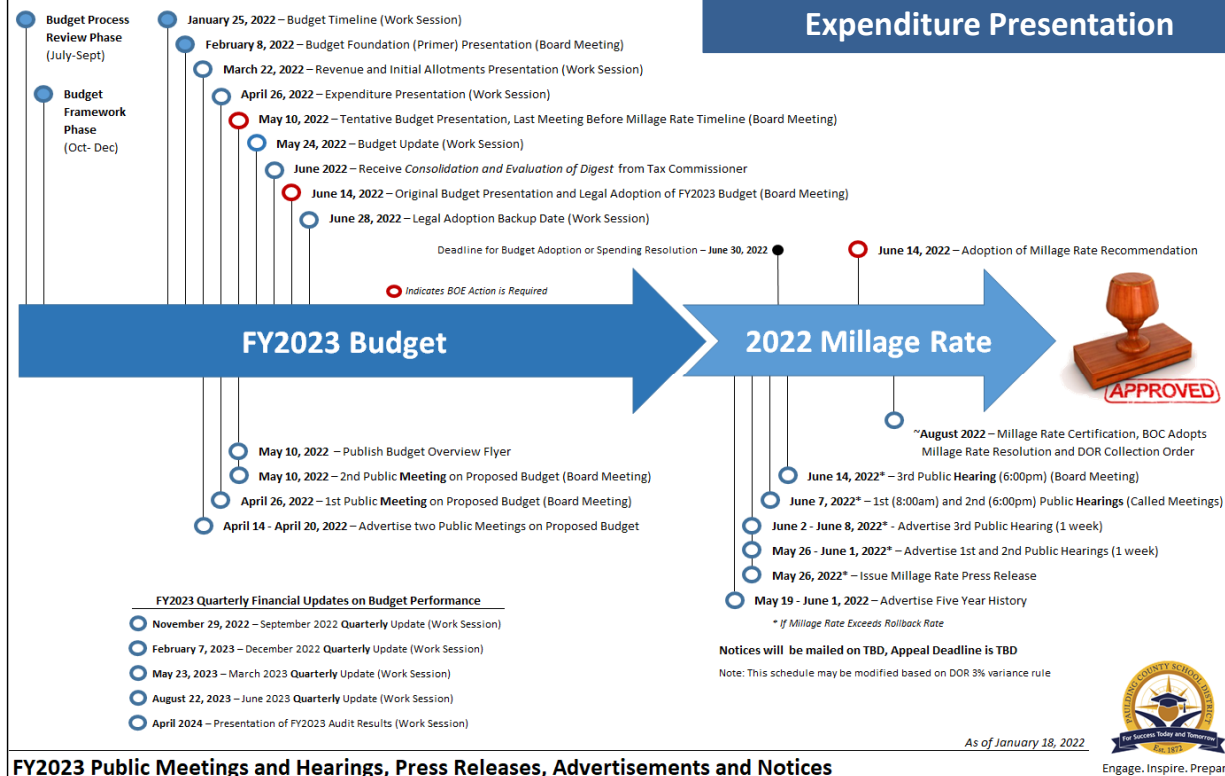 Expenditure Presentation
Budget Process
Review Phase
(July-Sept)
Budget
Framework
Phase
(Oct- Dec)
January 25, 2022 – Budget Timeline (Work Session)
February 8, 2022 – Budget Foundation (Primer) Presentation (Board Meeting)
March 22, 2022 – Revenue and Initial Allotments Presentation (Work Session)
April 26, 2022 – Expenditure Presentation (Work Session)
May 10, 2022 – Tentative Budget Presentation, Last Meeting Before Millage Rate Timeline (Board Meeting)
May 24, 2022 – Budget Update (Work Session)
June 2022 – Receive Consolidation and Evaluation of Digest from Tax Commissioner
June 14, 2022 – Original Budget Presentation and Legal Adoption of FY2023 Budget (Board Meeting)
June 28, 2022 – Legal Adoption Backup Date (Work Session)
Deadline for Budget Adoption or Spending Resolution – June 30, 2022
June 14, 2022 – Adoption of Millage Rate Recommendation
Indicates BOE Action is Required
FY2023 Budget
2022 Millage Rate
APPROVED
May 10, 2022 – Publish Budget Overview Flyer
May 10, 2022 – 2nd Public Meeting on Proposed Budget (Board Meeting)
April 26, 2022 – 1st Public Meeting on Proposed Budget (Board Meeting)
April 14 - April 20, 2022 – Advertise two Public Meetings on Proposed Budget
~August 2022 – Millage Rate Certification, BOC Adopts
Millage Rate Resolution and DOR Collection Order
June 14, 2022* – 3rd Public Hearing (6:00pm) (Board Meeting)
June 7, 2022* – 1st (8:00am) and 2nd (6:00pm) Public Hearings (Called Meetings)
June 2 - June 8, 2022* - Advertise 3rd Public Hearing (1 week)
May 26 - June 1, 2022* – Advertise 1st and 2nd Public Hearings (1 week)
May 26, 2022* – Issue Millage Rate Press Release
May 19 - June 1, 2022 – Advertise Five Year History
* If Millage Rate Exceeds Rollback Rate
Notices will be mailed on TBD, Appeal Deadline is TBD
Note: This schedule may be modified based on DOR 3% variance rule
FY2023 Quarterly Financial Updates on Budget Performance
November 29, 2022 – September 2022 Quarterly Update (Work Session)
February 7, 2023 – December 2022 Quarterly Update (Work Session)
May 23, 2023 – March 2023 Quarterly Update (Work Session)
August 22, 2023 – June 2023 Quarterly Update (Work Session)
April 2024 – Presentation of FY2023 Audit Results (Work Session)
As of January 18, 2022
PAULDING COUNTY SCHOOL DISTRICT
For Success Today and Tomorrow
Est. 1872
Engage. Inspire. Prepar
FY2023 Public Meetings and Hearings, Press Releases, Advertisements and Notices